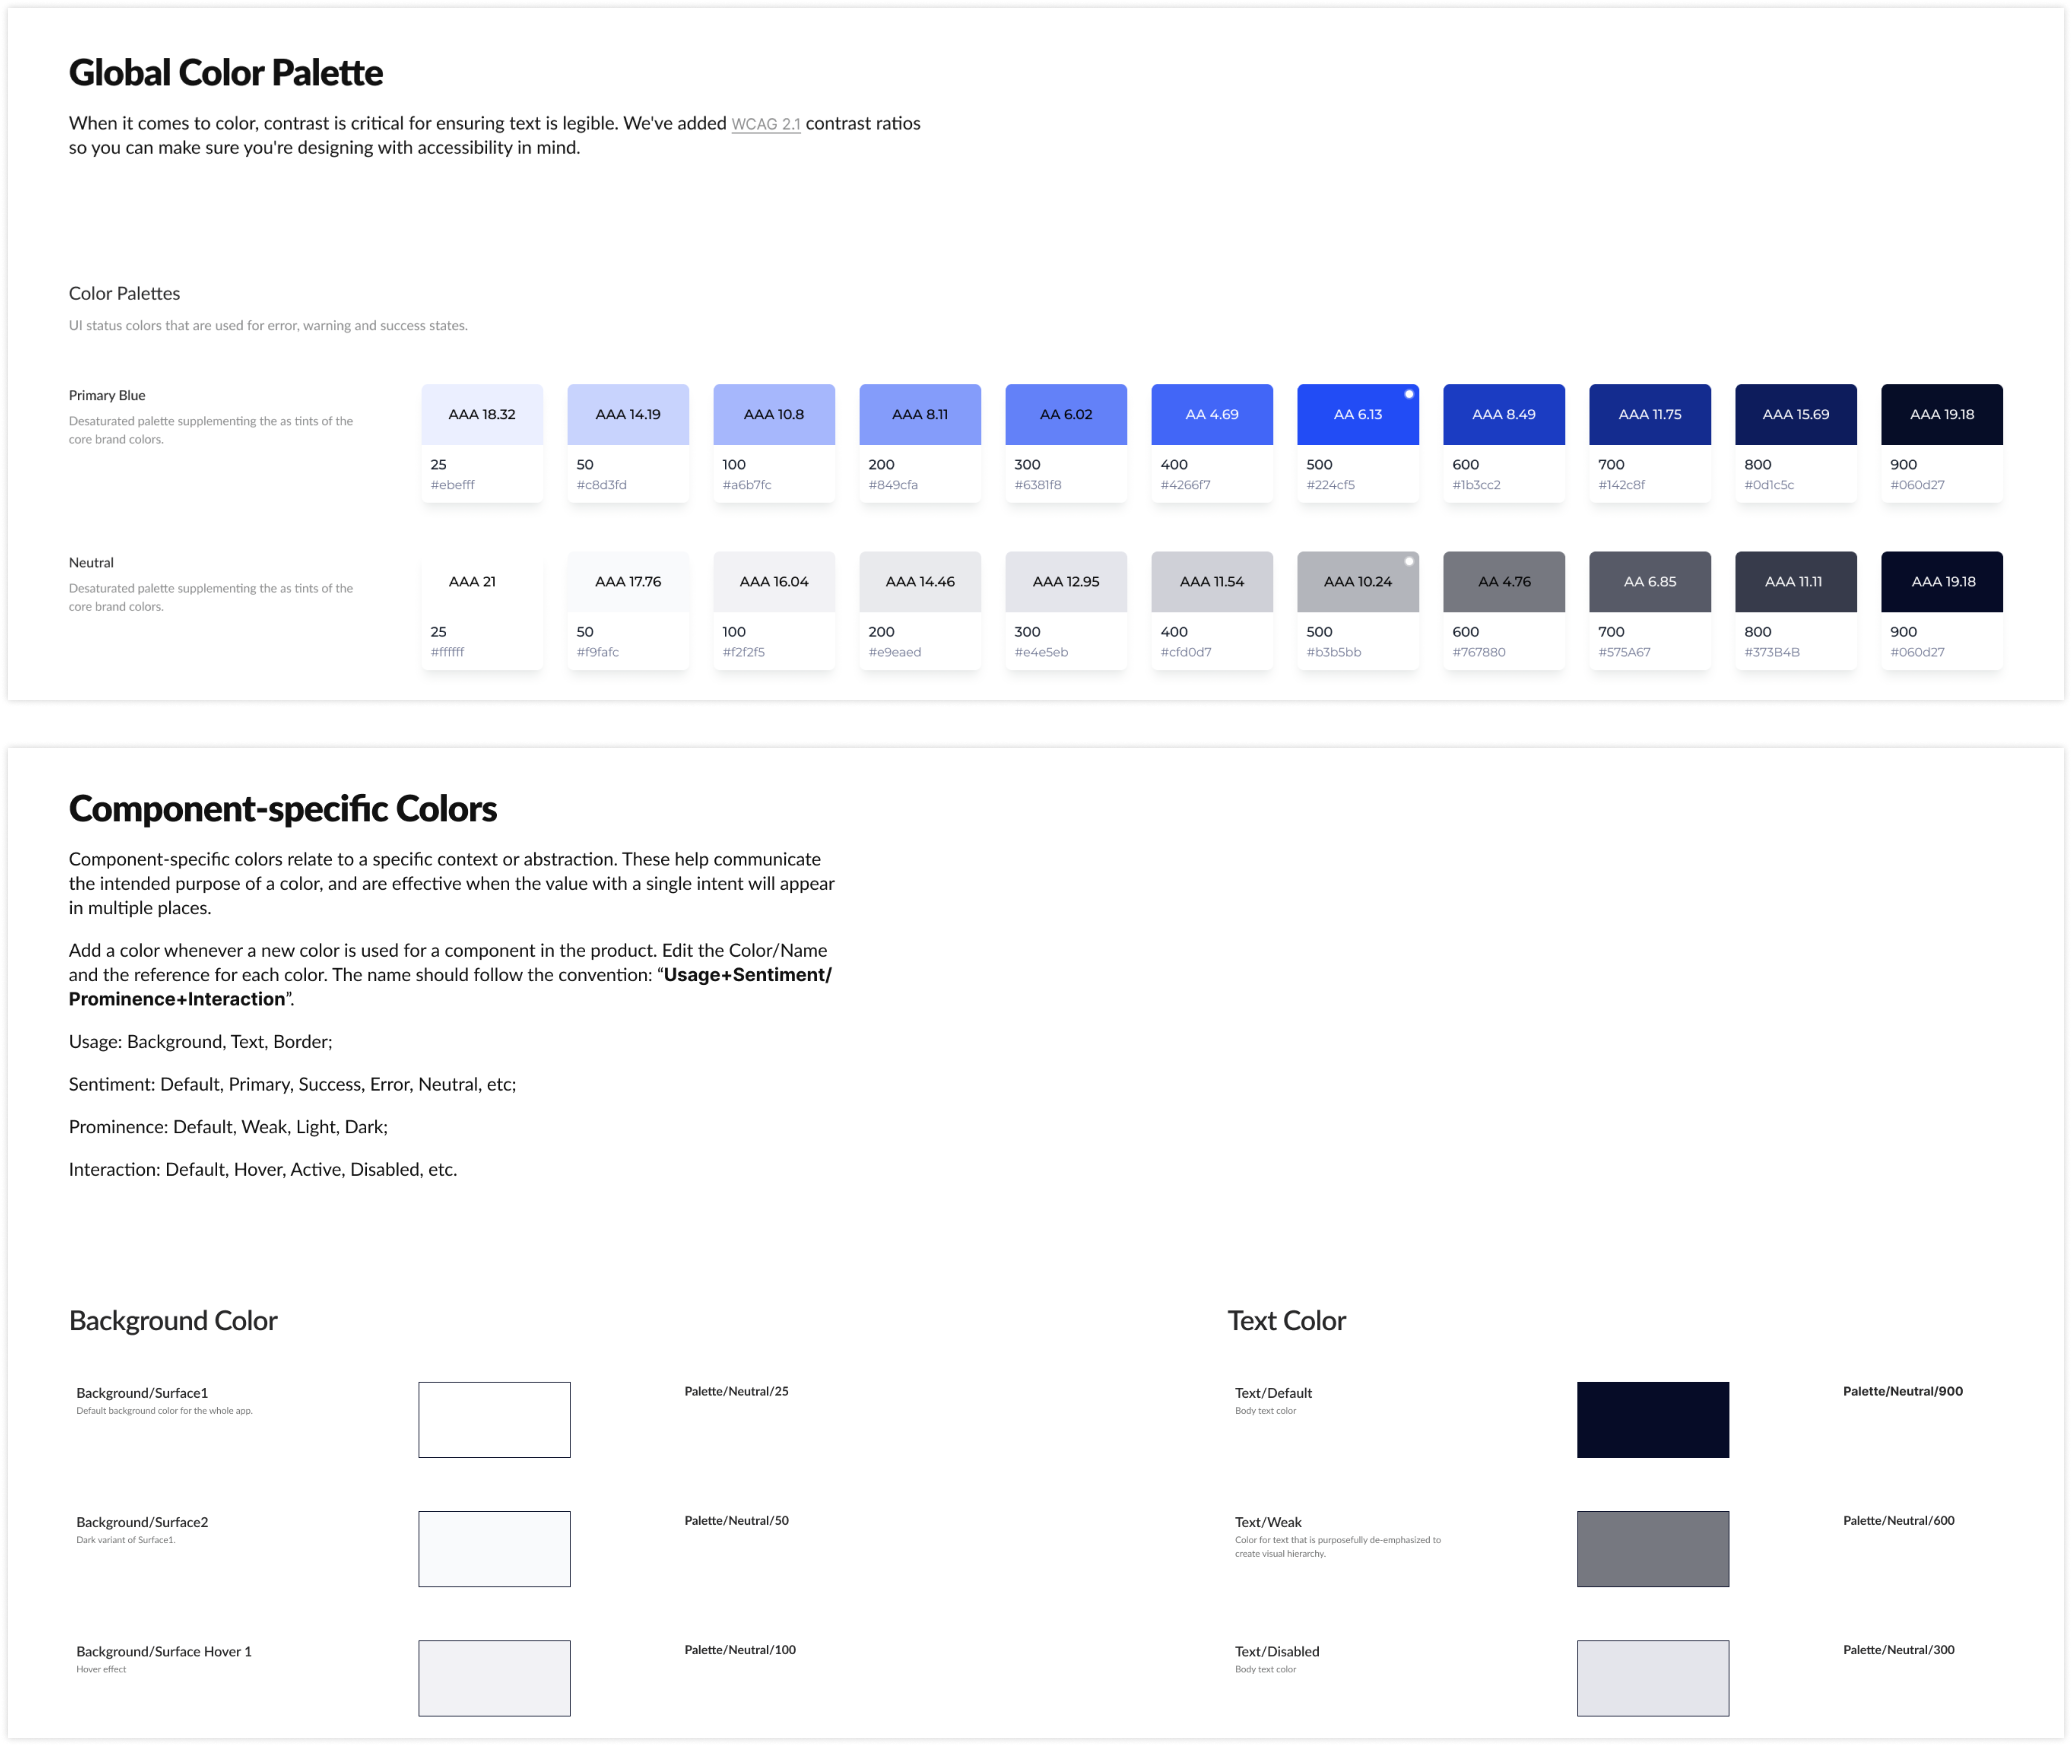 Global Color Palette
When it comes to color, contrast is critical for ensuring text is legible. We've added WCAG 2.1 contrast ratios
so you can make sure you're designing with accessibility in mind.
Color Palettes
UI status colors that are used for error, warning and success states.
Primary Blue
Desaturated palette supplementing the as tints of the
core brand colors.
AAA 18.32
AAA 14.19
AAA 10.8
AAA 8.11
AA 6.02
AA 4.69
AA 6.13
AAA 8.49
AAA 11.75
AAA 15.69
AAA 19.18
25
50
100
200
300
400
500
600
700
800
900
#ebefff
#c8d3fd
#a6b7fc
#849cfa
#6381f8
#4266f7
#224cf5
#1b3cc2
#142c8f
#0d1c5c
#060d27
Neutral
Desaturated palette supplementing the as tints of the
core brand colors.
AAA 21
AAA 17.76
AAA 16.04
AAA 14.46
AAA 12.95
AAA 11.54
AAA 10.24
AA 4.76
AA 6.85
AAA 11.11
AAA 19.18
25
50
100
200
300
400
500
600
700
800
900
#ffffff
#f9fafc
#f2f2f5
#e9eaed
#e4e5eb
#cfd0d7
#b3b5bb
#767880
#575A67
#373B4B
#060d27
Component-specific Colors
Component-specific colors relate to a specific context or abstraction. These help communicate
the intended purpose of a color, and are effective when the value with a single intent will appear
in multiple places.
Add a color whenever a new color is used for a component in the product. Edit the Color/Name
and the reference for each color. The name should follow the convention: “Usage+Sentiment/
Prominence+Interaction”.
Usage: Background, Text, Border;
Sentiment: Default, Primary, Success, Error, Neutral, etc;
Prominence: Default, Weak, Light, Dark;
Interaction: Default, Hover, Active, Disabled, etc.
Background Color
Background/Surface1
Default background color for the whole app.
Palette/Neutral/25
Background/Surface2
Dark variant of Surface1.
Palette/Neutral/50
Background/Surface Hover 1
Hover effect
Palette/Neutral/100
Text Color
Text/Default
Body text color
Palette/Neutral/900
Text/Weak
Color for text that is purposefully de-emphasized to
create visual hierarchy.
Palette/Neutral/600
Text/Disabled
Body text color
Palette/Neutral/300